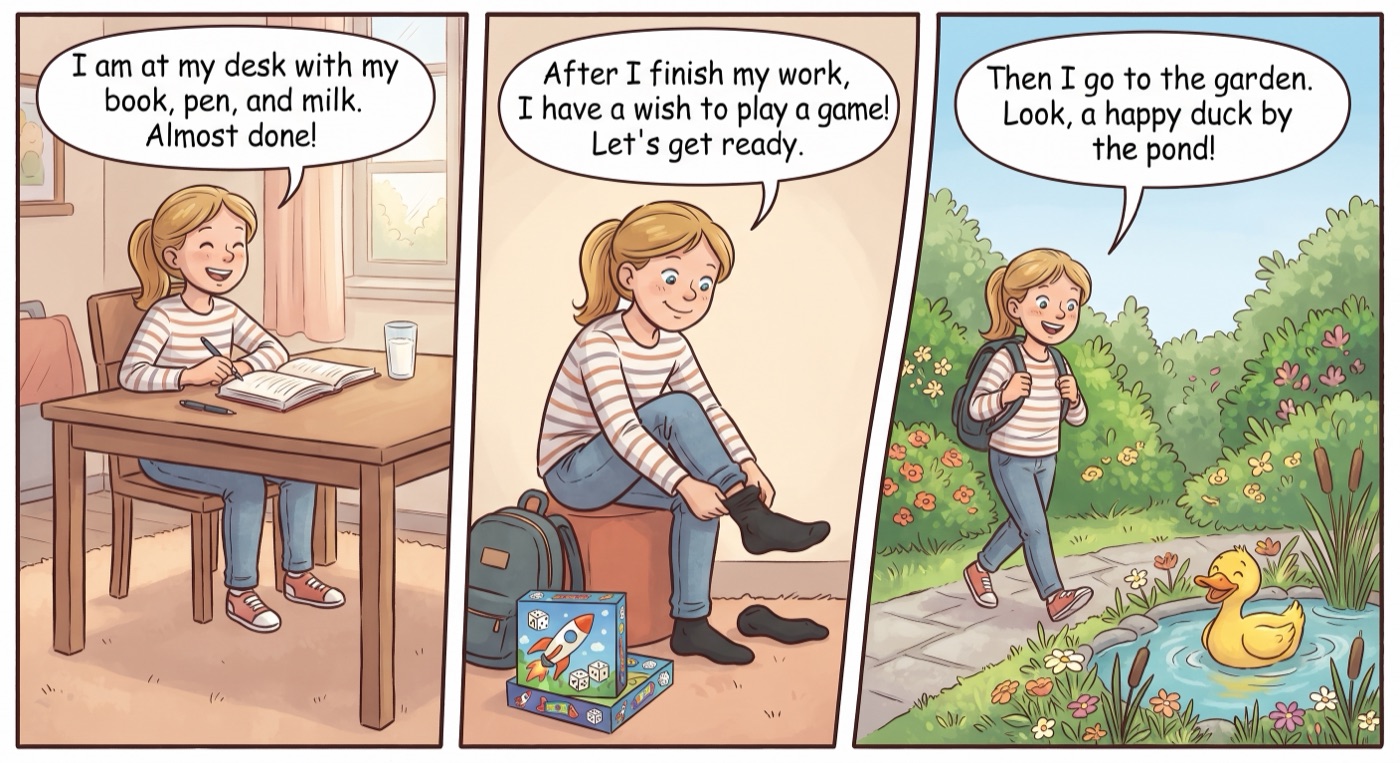 I am at my desk with my
book, pen, and milk.
Almost done!
After I finish my work,
I have a wish to play a game!
Let's get ready.
Then I go to the garden.
Look, a happy duck by
the pond!